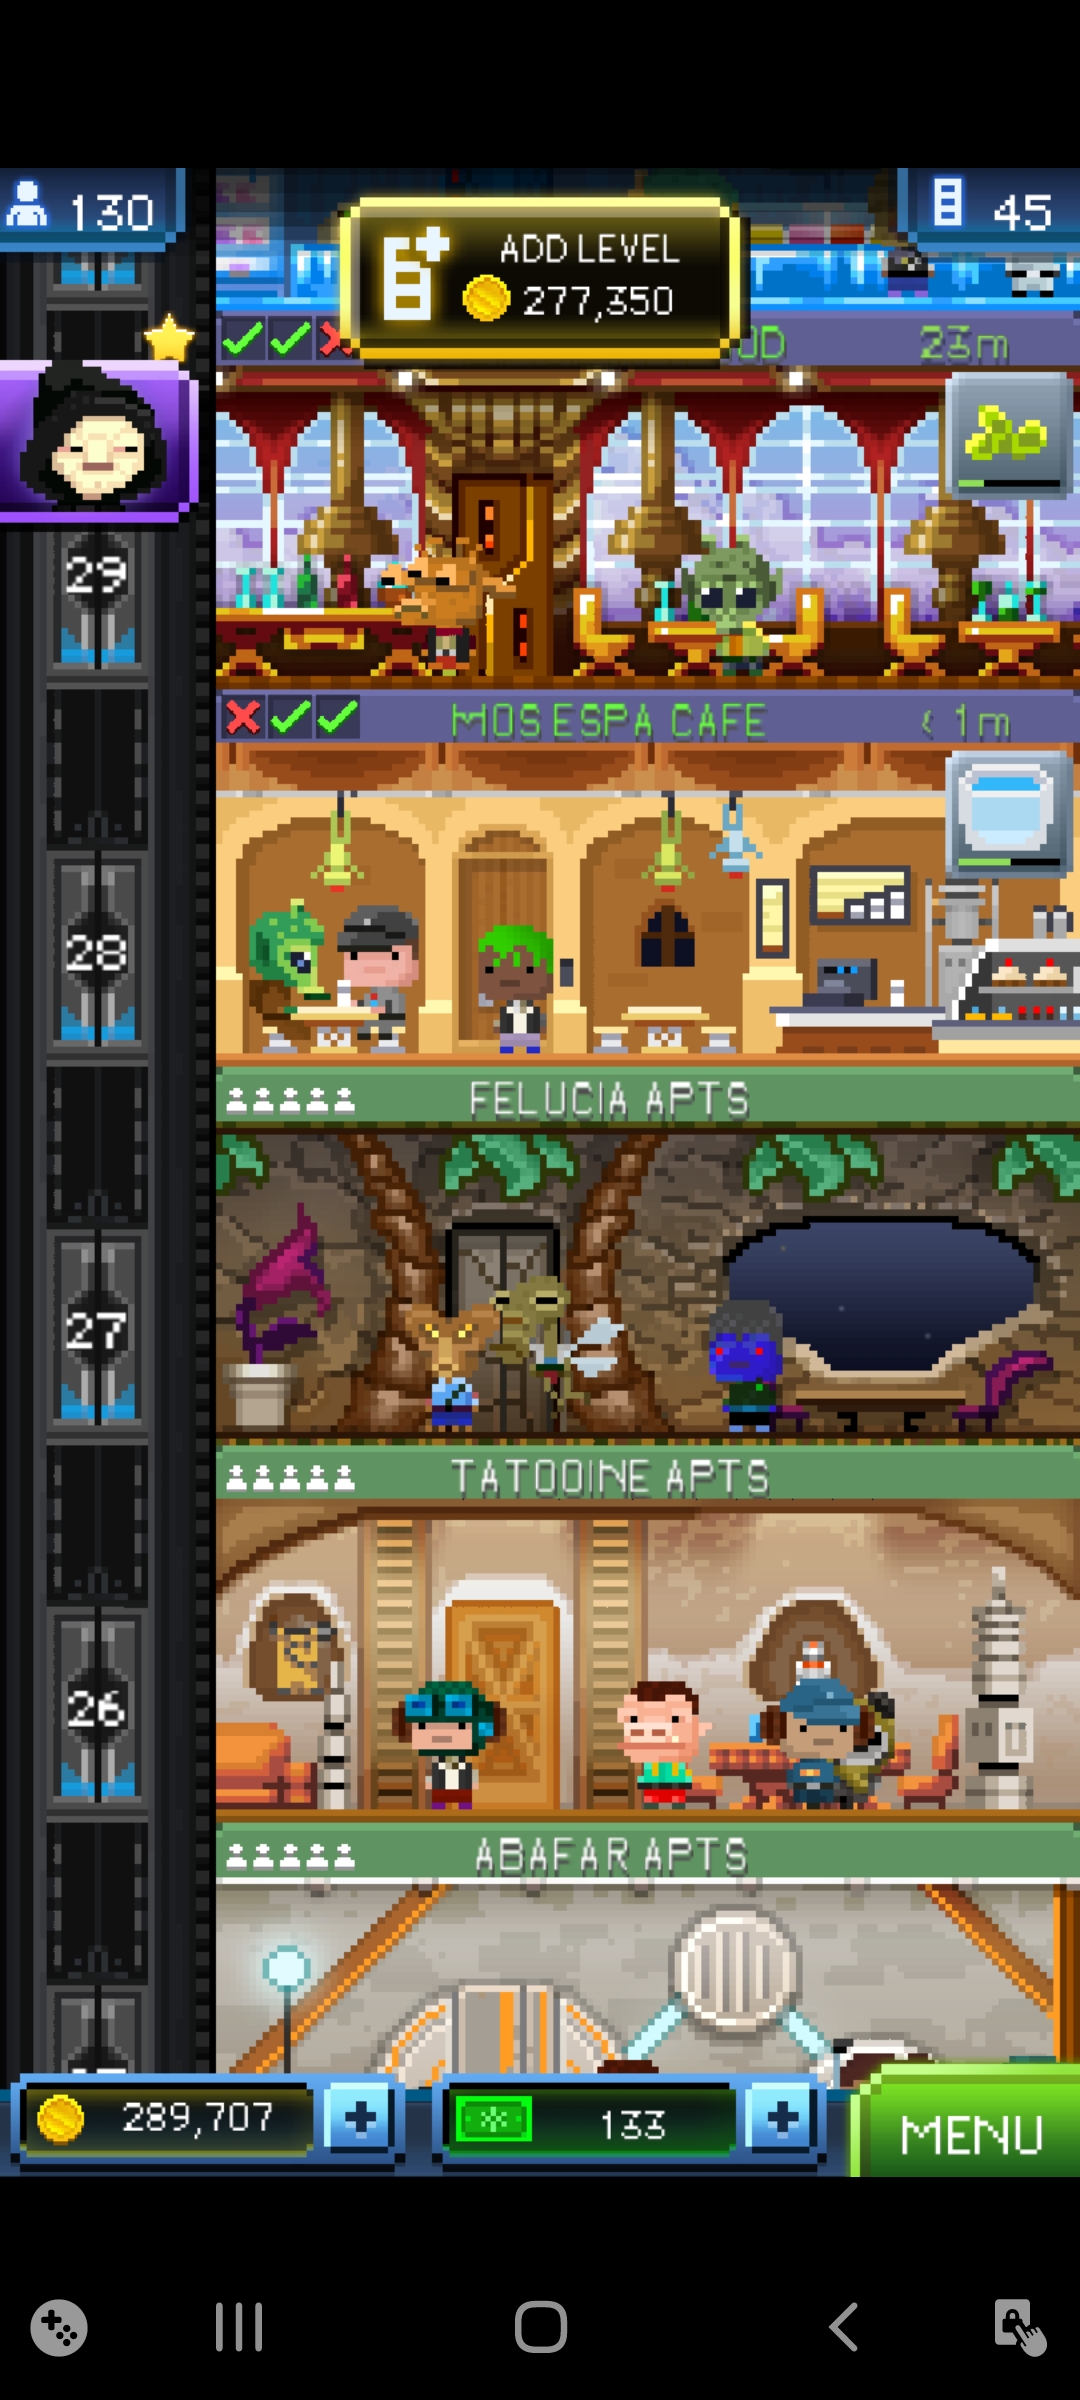 130
ADD LEVEL
277,350
45
23m
29
MOS ESPA CAFE
< 1m
28
FELUCIA APTS
27
TATOOINE APTS
26
ABAFAR APTS
289,707
133
MENU